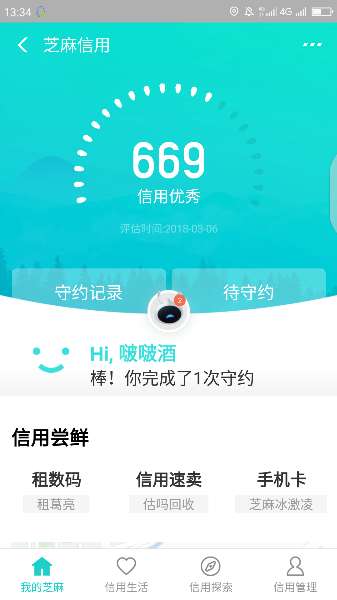 13:34
4G
芝麻信用
669
信用优秀
评估时间:2018-03-06
守约记录
待守约
2
Hi, 啵啵酒
棒！你完成了1次守约
信用尝鲜
租数码
信用速卖
手机卡
租葛亮
估吗回收
芝麻冰激凌
我的芝麻
信用生活
信用探索
信用管理